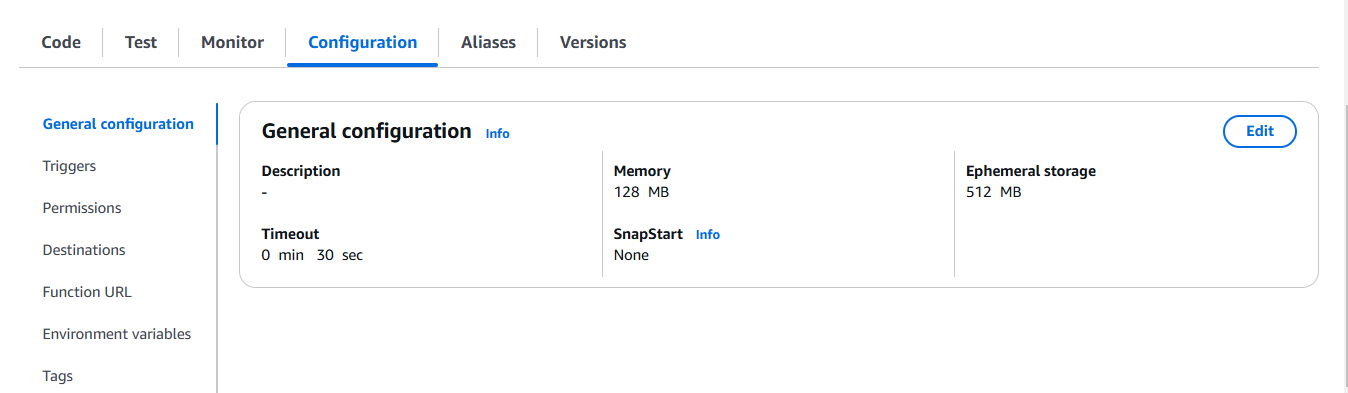 Code Test Monitor Configuration Aliases Versions
General configuration
Triggers
Permissions
Destinations
Function URL
Environment variables
Tags
General configuration Info Edit
Description
-
Timeout
0 min 30 sec
Memory
128 MB
SnapStart Info
None
Ephemeral storage
512 MB